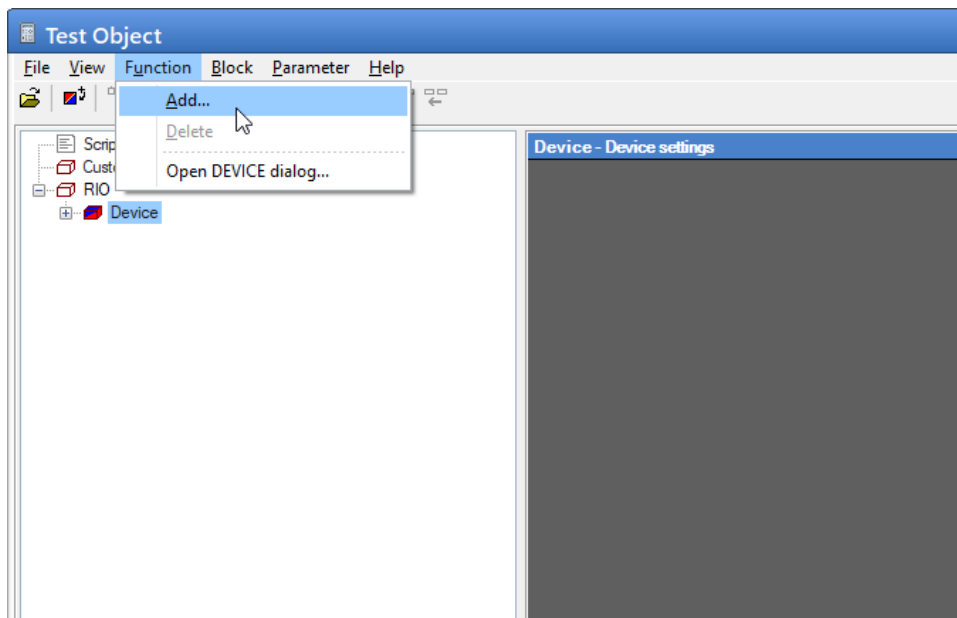 Test Object
File View Function Block Parameter Help
Add...
Delete
Open DEVICE dialog...
RIO
Device
Device - Device settings